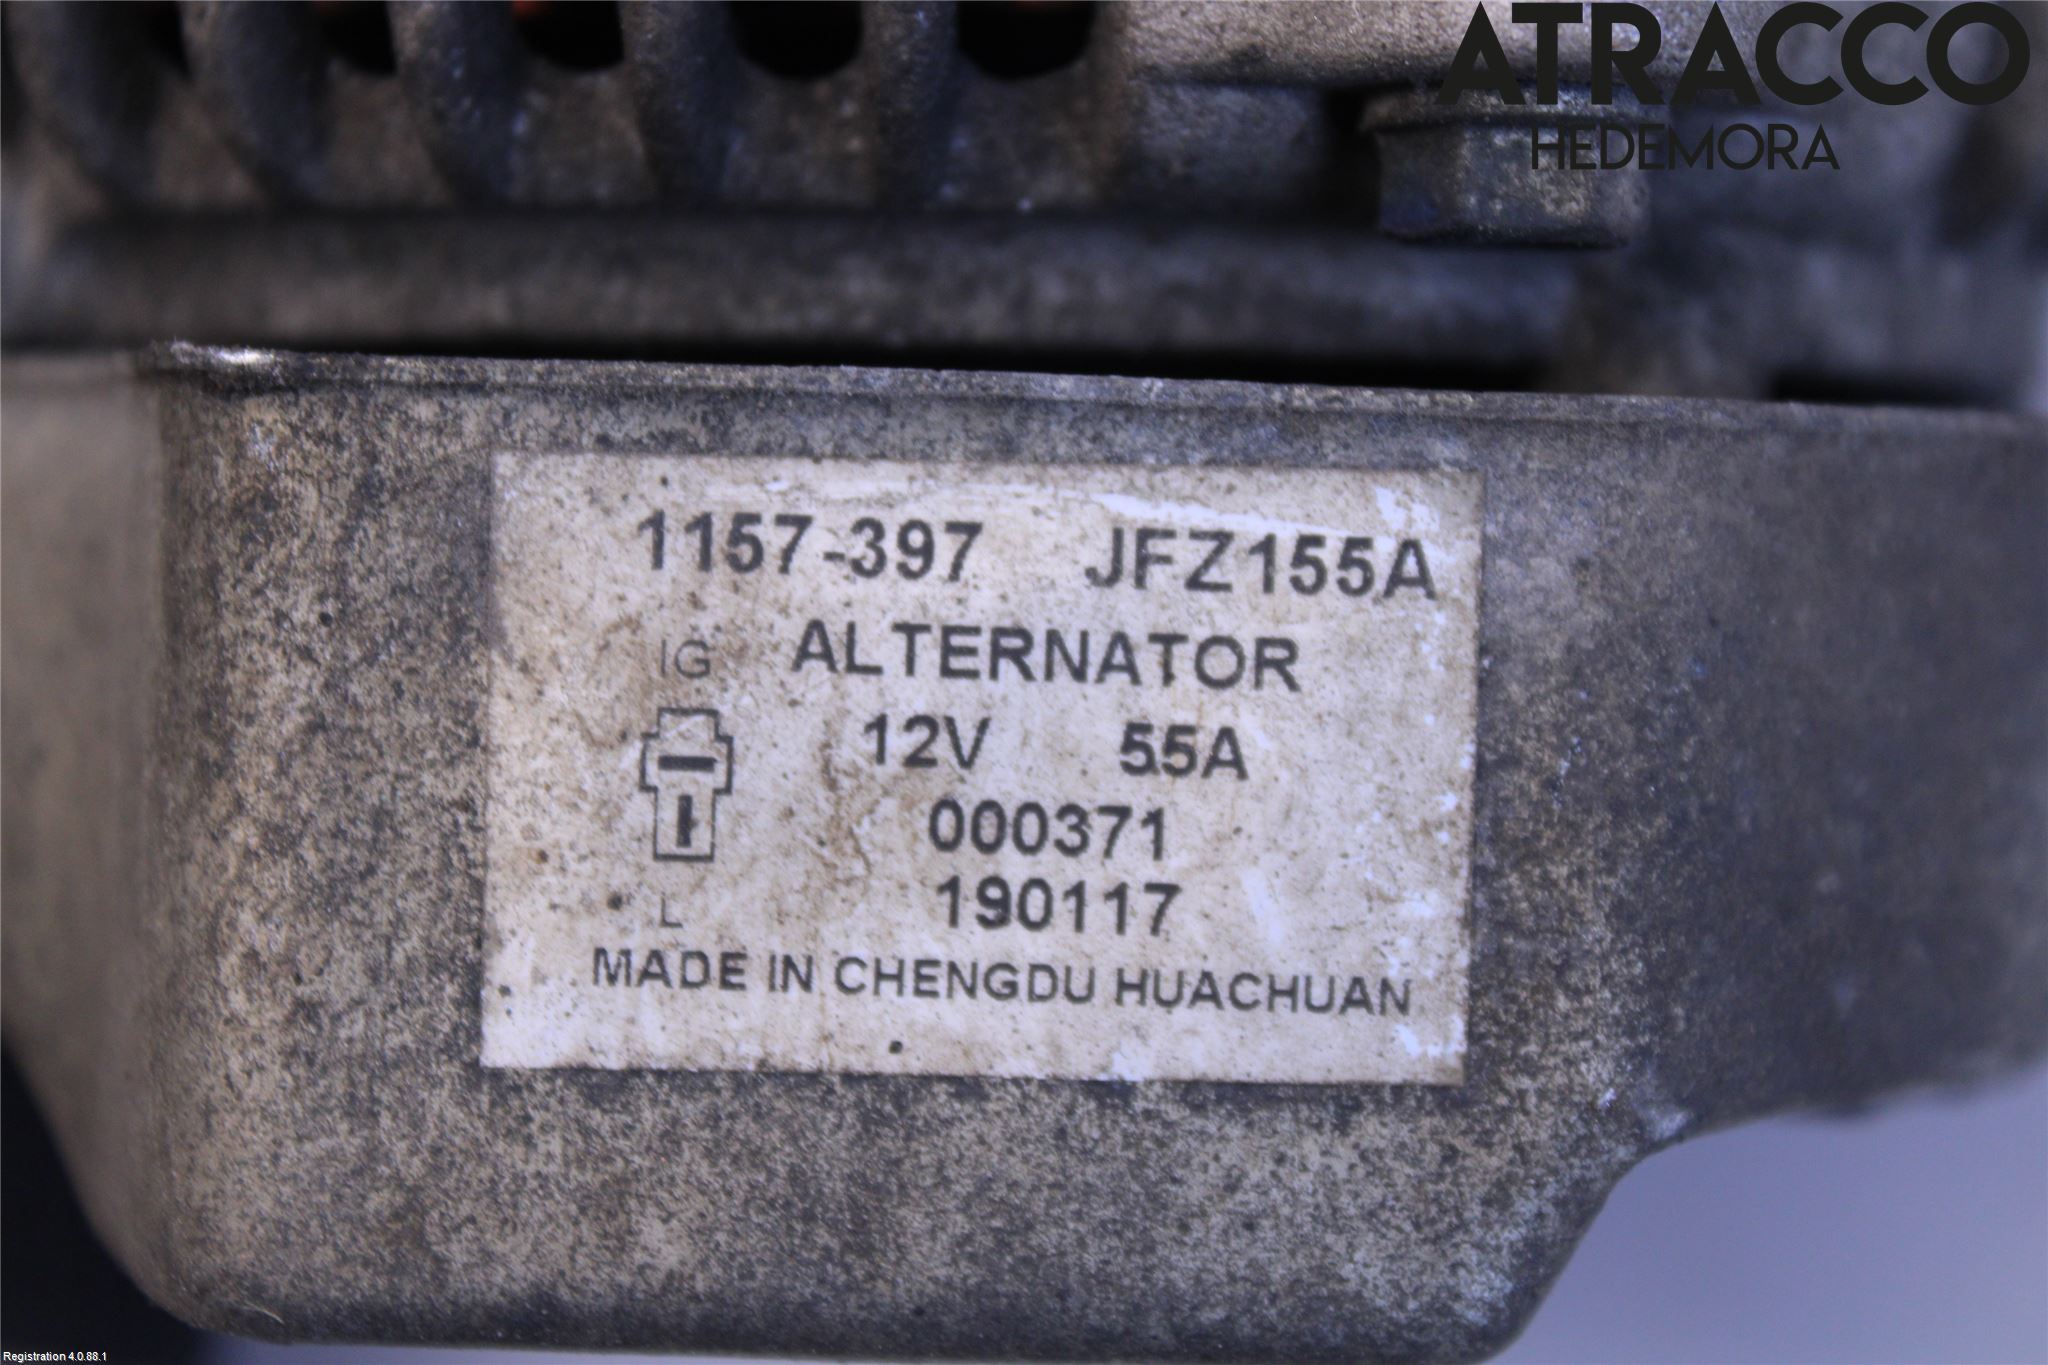 ATRACCO
HEDEMORA
1157-397 JFZ155A
IG ALTERNATOR
12V 55A
000371
L 190117
MADE IN CHENGDU HUACHUAN
Registration 4.0.88.1